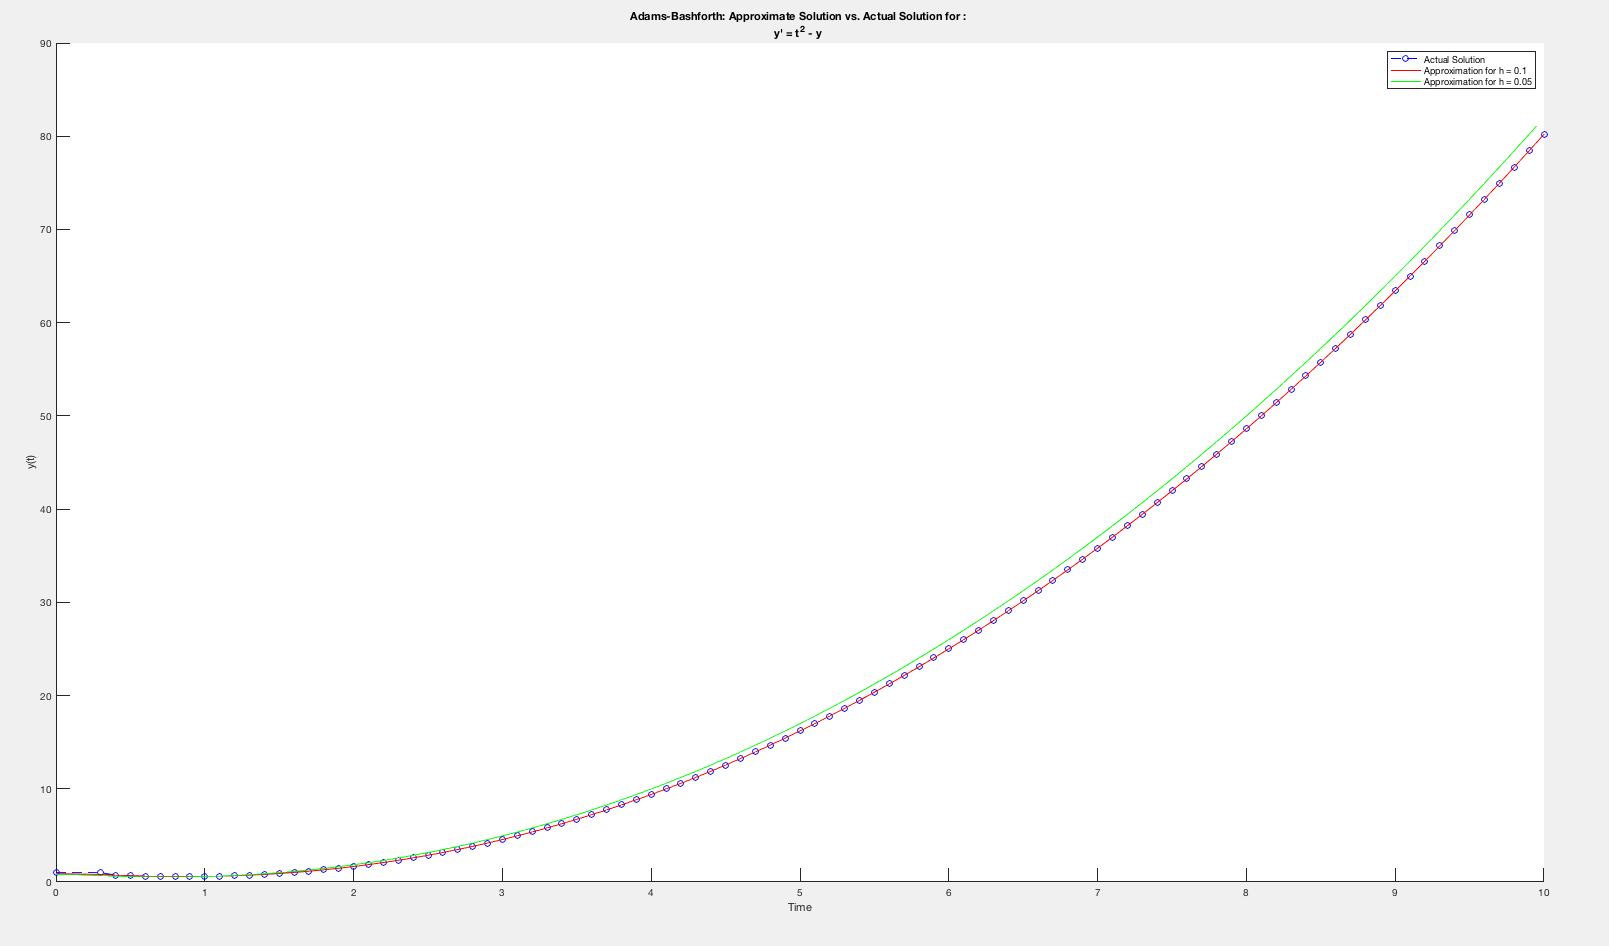 Adams-Bashforth: Approximate Solution vs. Actual Solution for :
y' = t² - y
90
80
70
60
50
40
30
20
10
0
y(t)
Actual Solution
Approximation for h = 0.1
Approximation for h = 0.05
0 1 2 3 4 5 6 7 8 9 10
Time